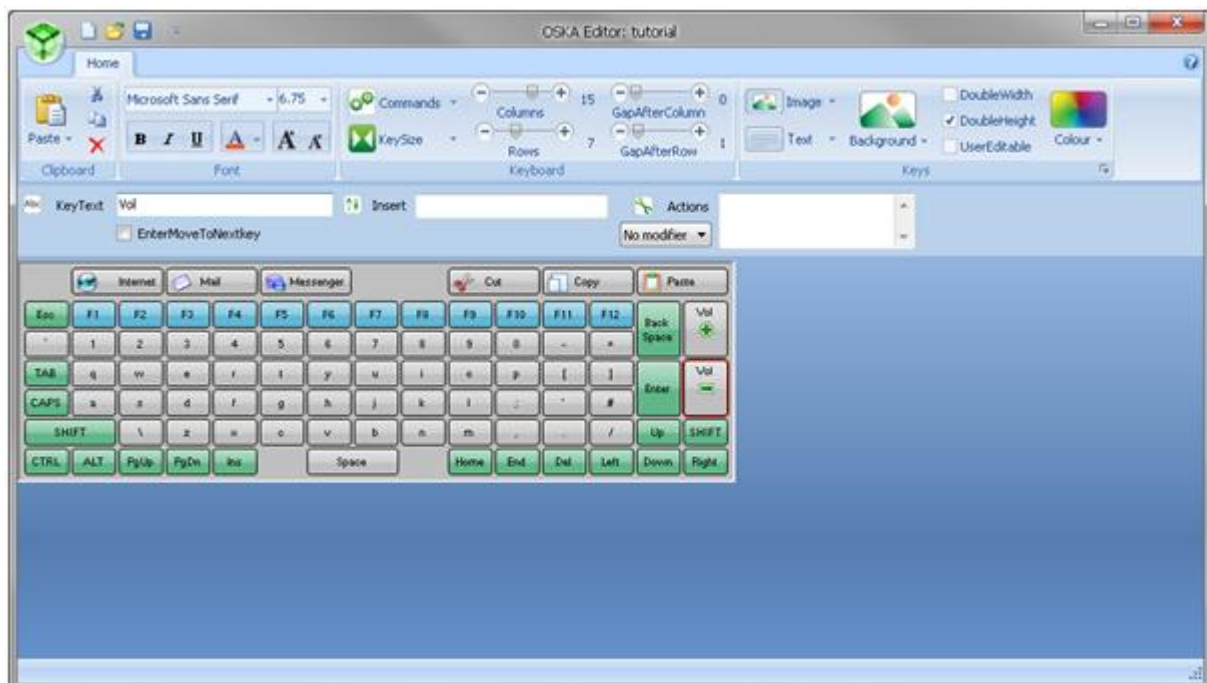 OSKA Editor: tutorial
Home
Paste
Clipboard
Microsoft Sans Serif 6.75
B I U A A A
Font
Commands
KeySize
Columns 15
Rows 7
GapAfterColumn 0
GapAfterRow 1
Keyboard
Image
Text
Background
DoubleWidth
DoubleHeight
UserEditable
Colour
Keys
Abc KeyText Vol Insert Actions
EnterMoveToNextkey No modifier
Internet Mail Messenger Cut Copy Paste
Esc F1 F2 F3 F4 F5 F6 F7 F8 F9 F10 F11 F12 Back Space Vol
1 2 3 4 5 6 7 8 9 0 - =
TAB q w e r t y u i o p [ ] Enter Vol
CAPS a s d f g h j k l ; ' #
SHIFT \ z x c v b n m , . / Up SHIFT
CTRL ALT PgUp PgDn Ins Space Home End Del Left Down Right